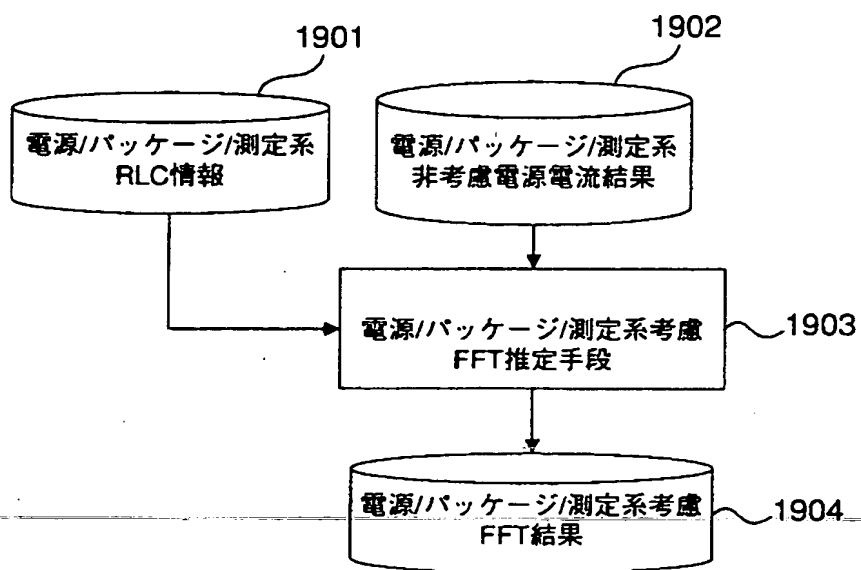 1901
1902
電源/パッケージ/測定系
RLC情報
電源/パッケージ/測定系
非考慮電源電流結果
電源/パッケージ/測定系考慮
FFT推定手段
1903
電源/パッケージ/測定系考慮
FFT結果
1904